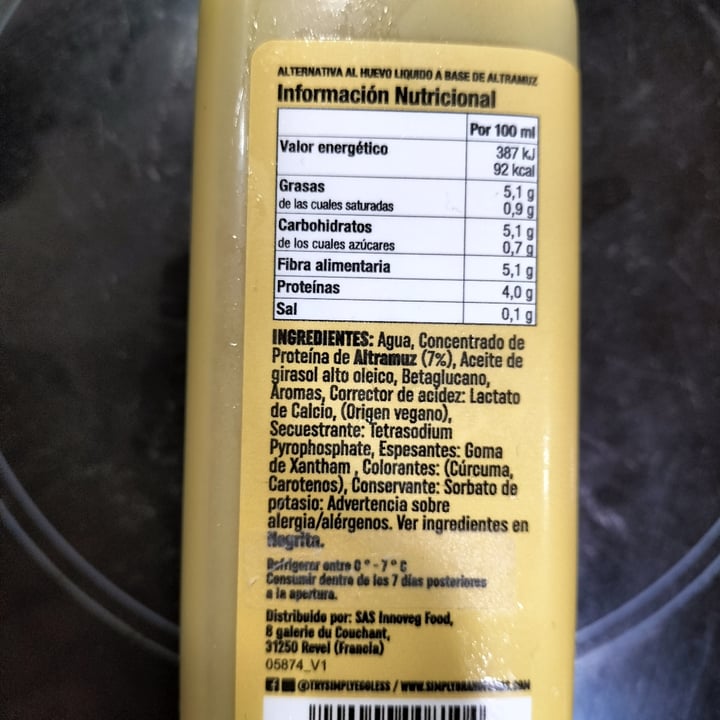 ALTERNATIVA AL HUEVO LIQUIDO A BASE DE ALTRAMUZ
Información Nutricional
Por 100 ml
Valor energético 387 kJ
92 kcal
Grasas 5,1 g
de las cuales saturadas 0,9 g
Carbohidratos 5,1 g
de los cuales azúcares 0,7 g
Fibra alimentaria 5,1 g
Proteínas 4,0 g
Sal 0,1 g
INGREDIENTES: Agua, Concentrado de
Proteína de Altramuz (7%), Aceite de
girasol alto oleico, Betaglucano,
Aromas, Corrector de acidez: Lactato
de Calcio, (Origen vegano),
Secuestrante: Tetrasodium
Pyrophosphate, Espesantes: Goma
de Xantham , Colorantes: (Cúrcuma,
Carotenos), Conservante: Sorbato de
potasio: Advertencia sobre
alergia/alérgenos. Ver ingredientes en
Negrita.
Refrigerar entre 0° -7° C
Consumir dentro de los 7 días posteriores
a la apertura.
Distribuido por: SAS Innoveg Food,
8 galerie du Couchant,
31250 Revel (Francia)
05874_V1
@TRYSIMPLYEGGLESS /